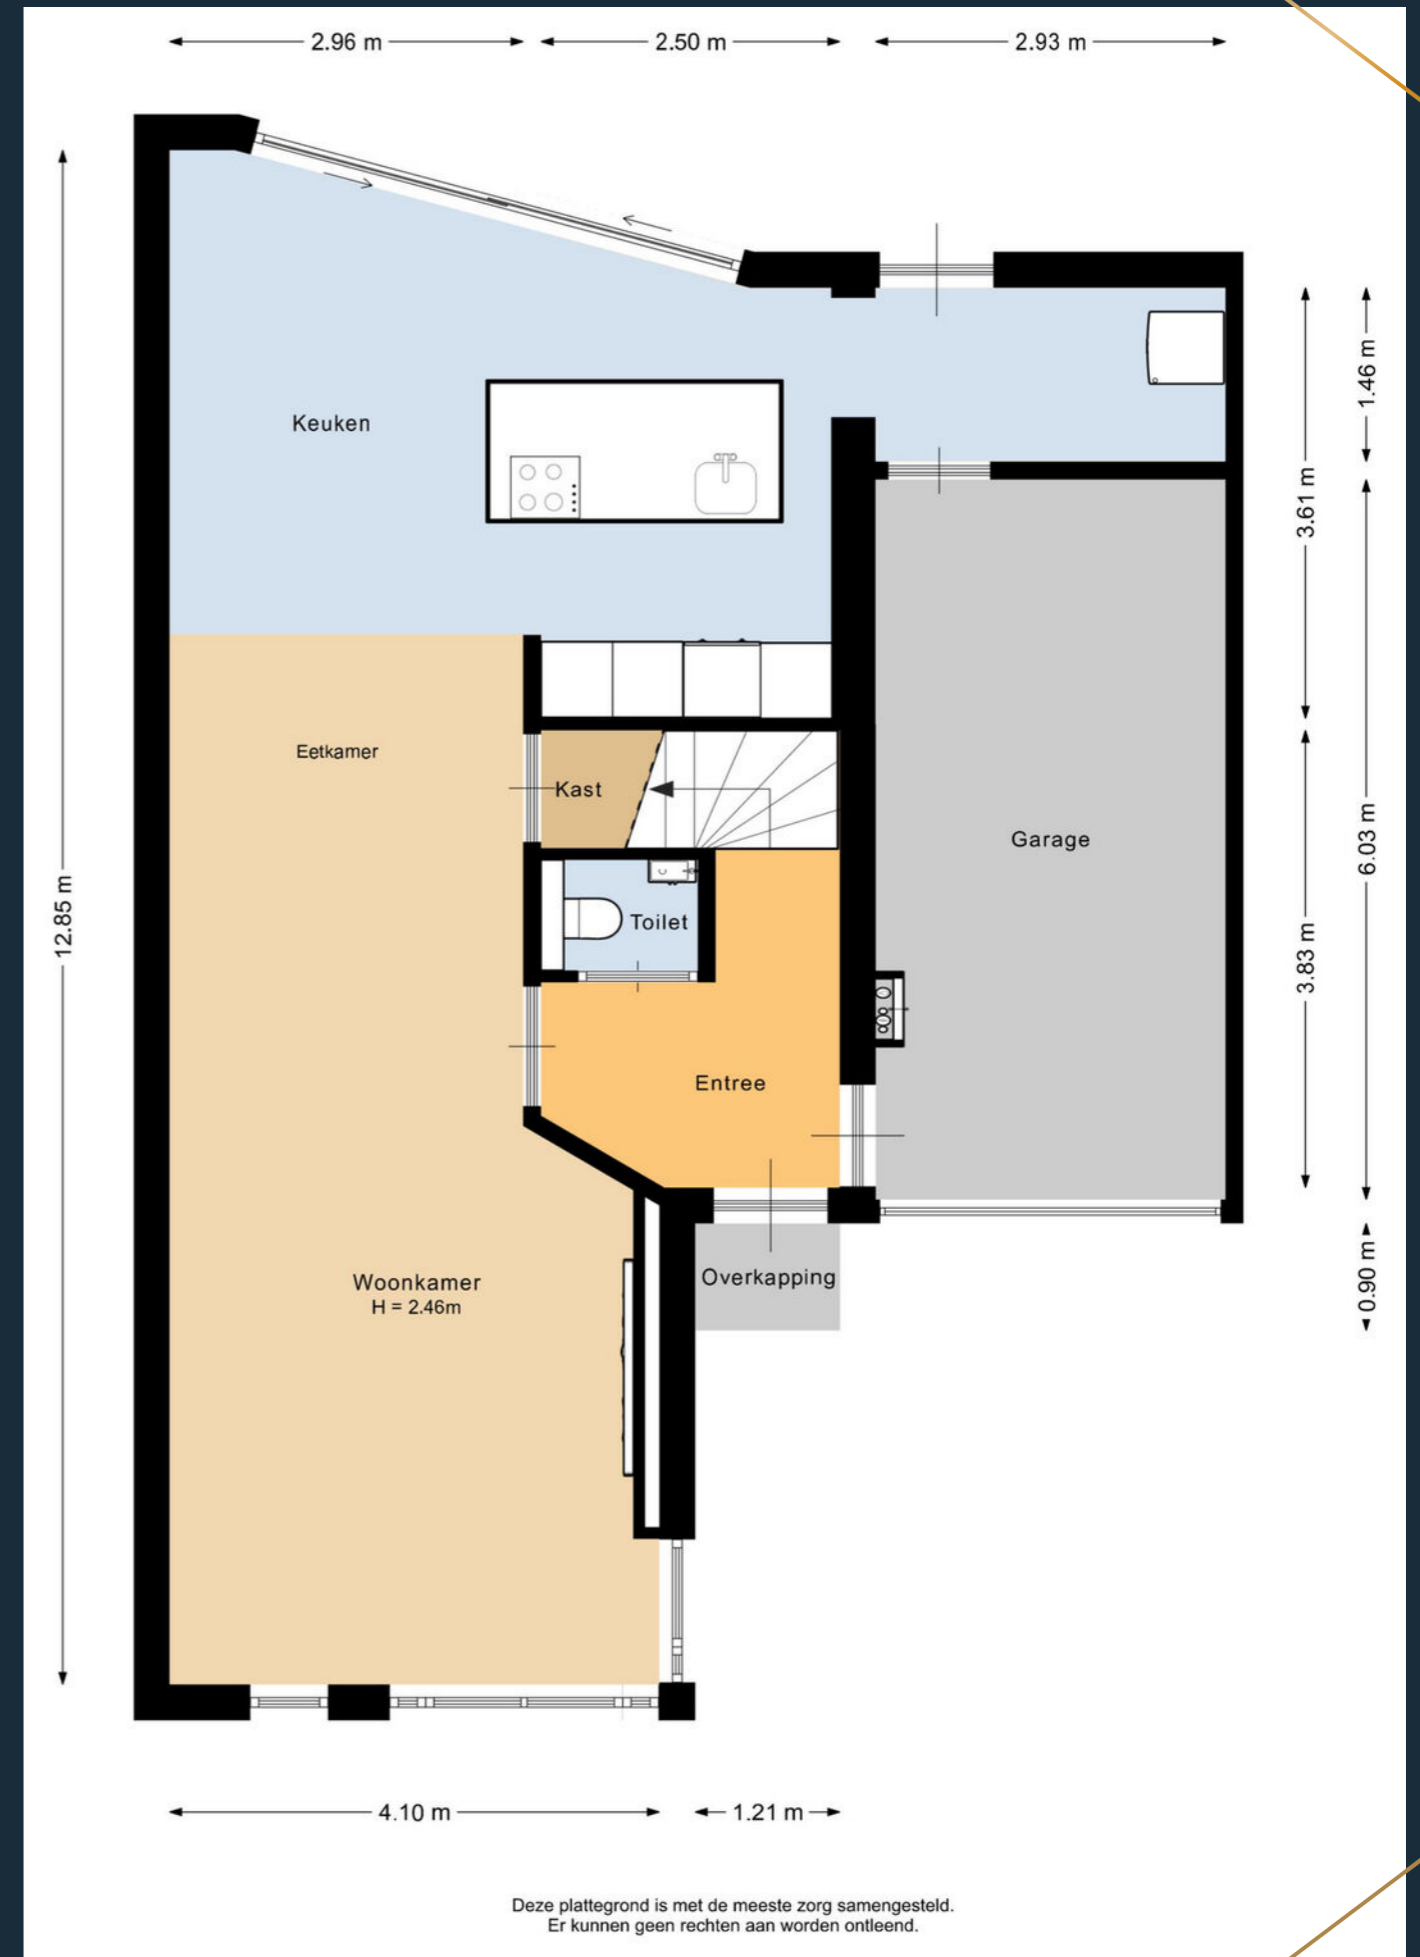 2.96 m
2.50 m
2.93 m
Keuken
1.46 m
3.61 m
Eetkamer
Kast
Garage
6.03 m
12.85 m
Toilet
3.83 m
Entree
Overkapping
0.90 m
Woonkamer
H = 2.46m
4.10 m
1.21 m
Deze plattegrond is met de meeste zorg samengesteld.
Er kunnen geen rechten aan worden ontleend.